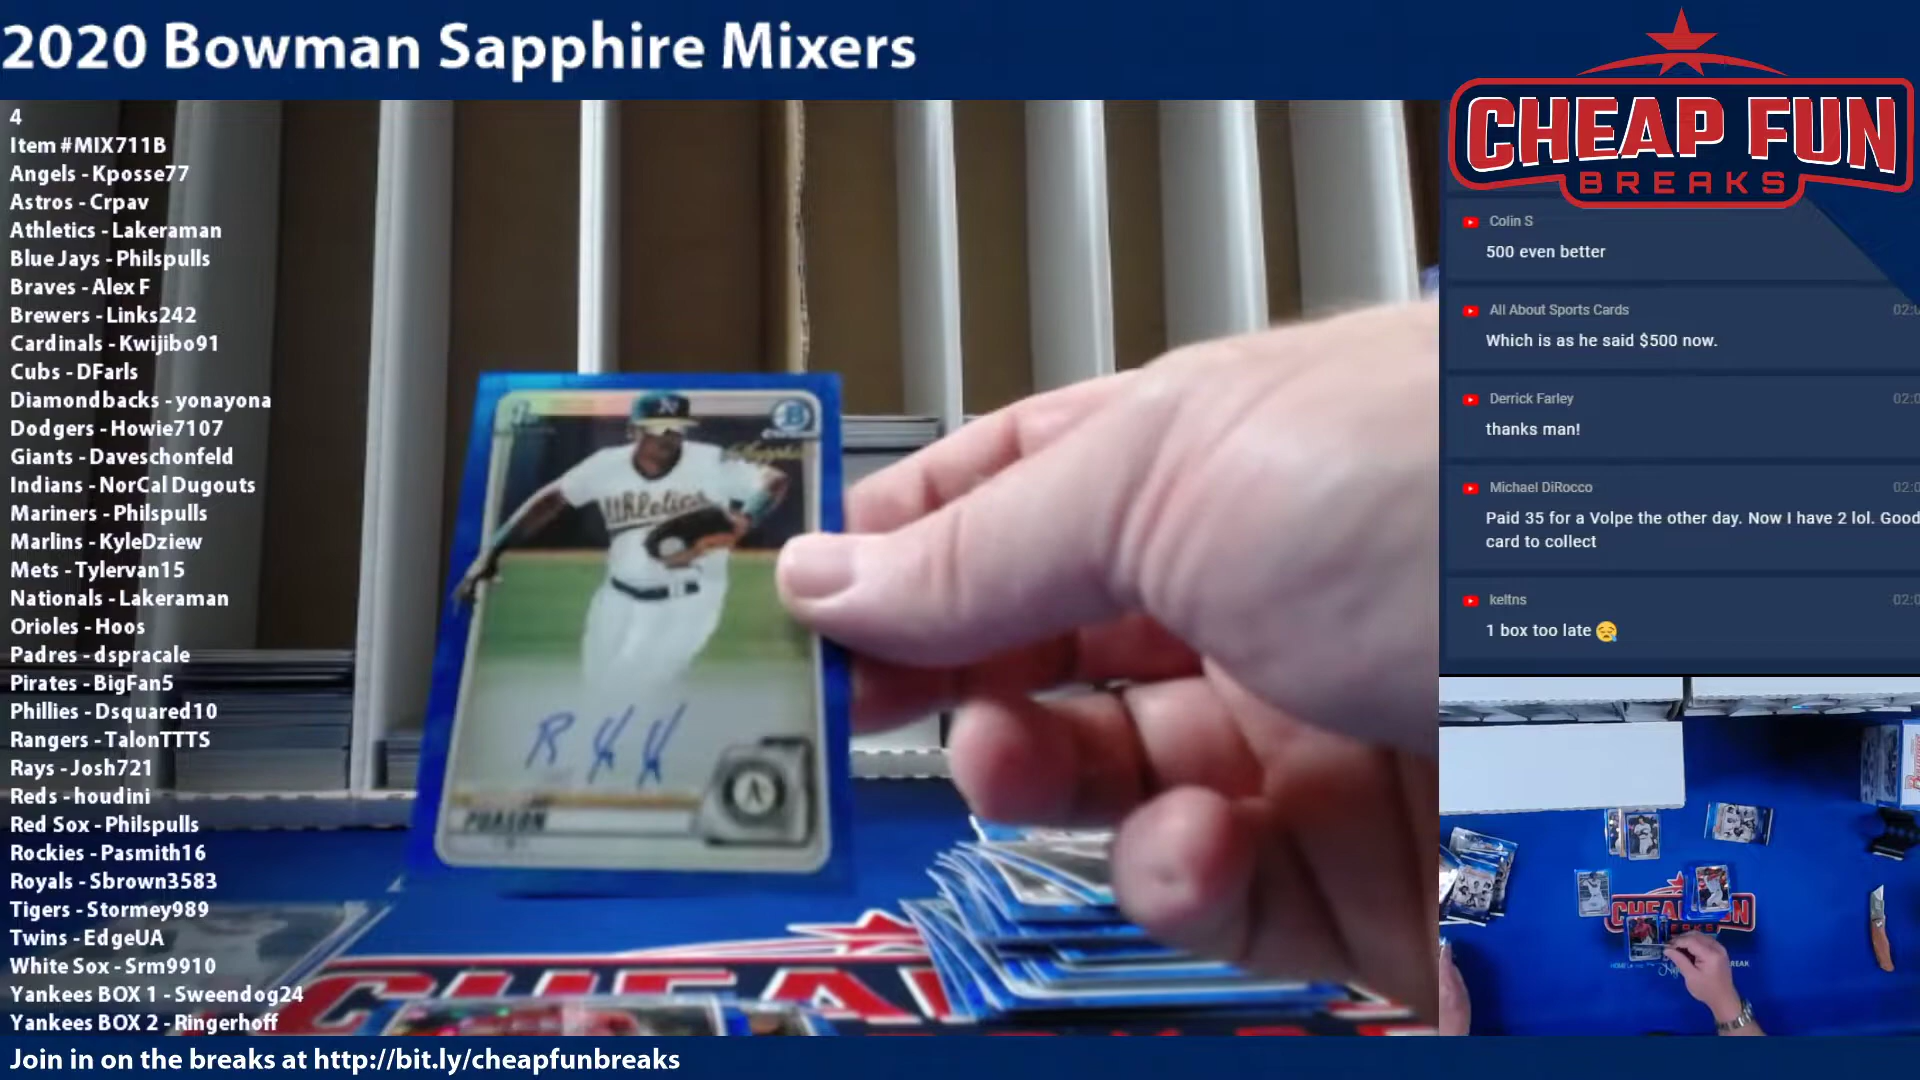 2020 Bowman Sapphire Mixers
4
Item #MIX711B
Angels - Kposse77
Astros - Crpav
Athletics - Lakeraman
Blue Jays - Philspulls
Braves - Alex F
Brewers - Links242
Cardinals - Kwijibo91
Cubs - DFarls
Diamondbacks - yonayona
Dodgers - Howie7107
Giants - Daveschonfeld
Indians - NorCal Dugouts
Mariners - Philspulls
Marlins - KyleDziew
Mets - Tylervan15
Nationals - Lakeraman
Orioles - Hoos
Padres - dspracale
Pirates - BigFan5
Phillies - Dsquared10
Rangers - TalonTTTS
Rays - Josh721
Reds - houdini
Red Sox - Philspulls
Rockies - Pasmith16
Royals - Sbrown3583
Tigers - Stormey989
Twins - EdgeUA
White Sox - Srm9910
Yankees BOX 1 - Sweendog24
Yankees BOX 2 - Ringerhoff
Join in on the breaks at http://bit.ly/cheapfunbreaks
B
Athletics
PUASON
A
CHEAP FUN
BREAKS
Colin S
500 even better
All About Sports Cards
Which is as he said $500 now.
Derrick Farley
thanks man!
Michael DiRocco
Paid 35 for a Volpe the other day. Now I have 2 lol. Good
card to collect
keltns
1 box too late 😪